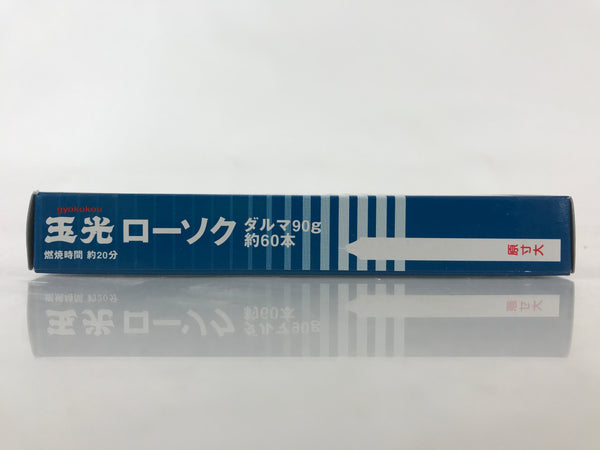 gyokukou
玉光ローソク
ダルマ90g
約60本
燃焼時間 約20分
原寸大